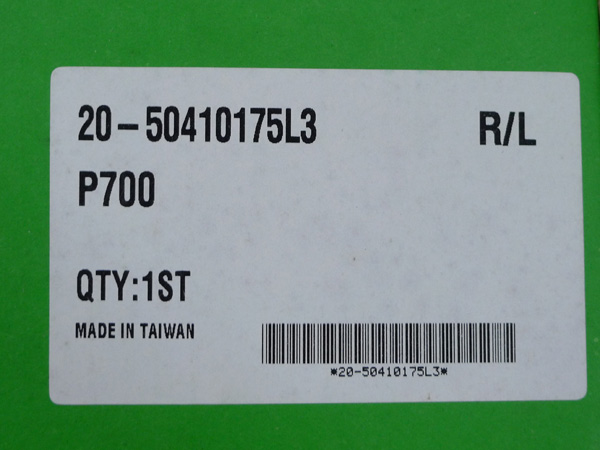 20-50410175L3 R/L
P700
QTY:1ST
MADE IN TAIWAN
*20-50410175L3*